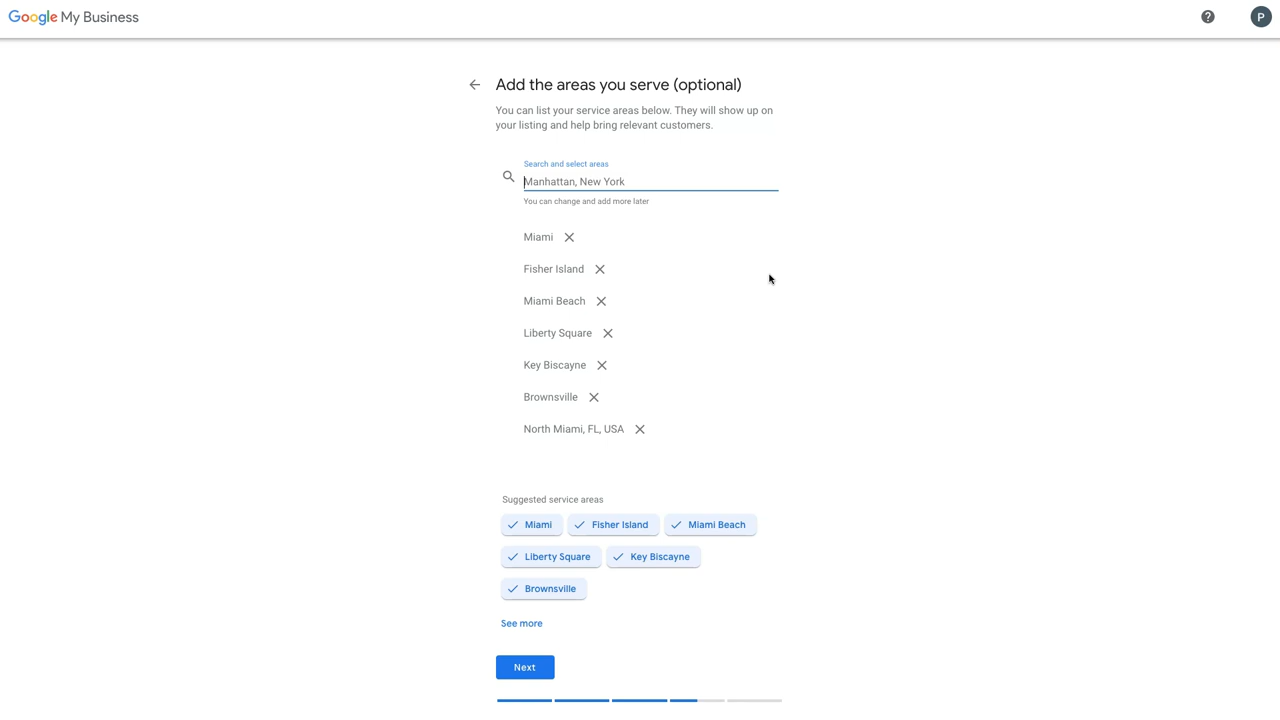 Google My Business
P
Add the areas you serve (optional)
You can list your service areas below. They will show up on
your listing and help bring relevant customers.
Search and select areas
Manhattan, New York
You can change and add more later
Miami
Fisher Island
Miami Beach
Liberty Square
Key Biscayne
Brownsville
North Miami, FL, USA
Suggested service areas
Miami Fisher Island Miami Beach
Liberty Square Key Biscayne
Brownsville
See more
Next